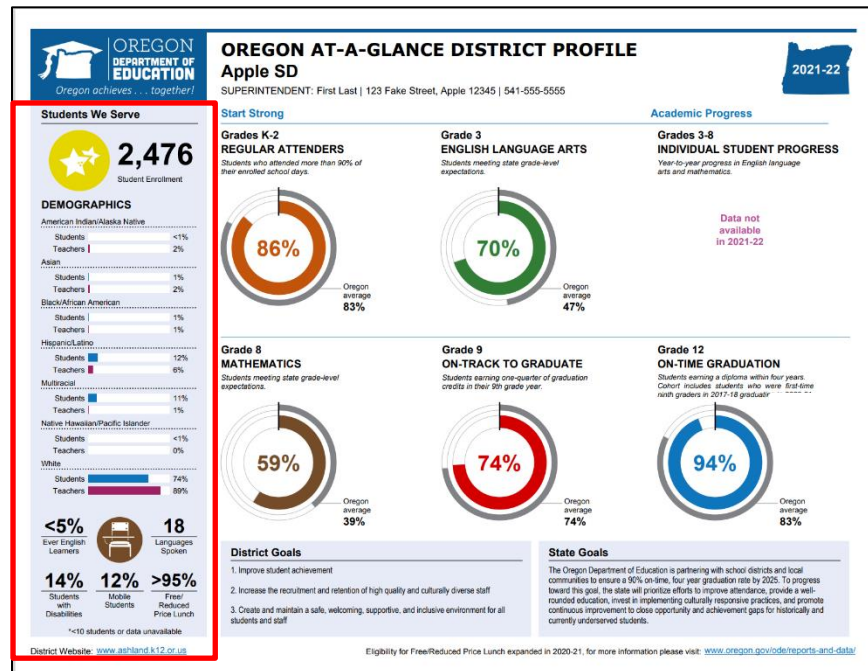 OREGON
DEPARTMENT OF
EDUCATION
Oregon achieves . . . together!
OREGON AT-A-GLANCE DISTRICT PROFILE
Apple SD
SUPERINTENDENT: First Last | 123 Fake Street, Apple 12345 | 541-555-5555
2021-22
Students We Serve
2,476
Student Enrollment
DEMOGRAPHICS
American Indian/Alaska Native
Students <1%
Teachers 2%
Asian
Students 1%
Teachers 2%
Black/African American
Students 1%
Teachers 1%
Hispanic/Latino
Students 12%
Teachers 6%
Multiracial
Students 11%
Teachers 1%
Native Hawaiian/Pacific Islander
Students <1%
Teachers 0%
White
Students 74%
Teachers 89%
<5%
Ever English
Learners
18
Languages
Spoken
14%
Students
with
Disabilities
12%
Mobile
Students
>95%
Free/
Reduced
Price Lunch
*<10 students or data unavailable
Start Strong
Academic Progress
Grades K-2
REGULAR ATTENDERS
Students who attended more than 90% of
their enrolled school days.
86%
Oregon
average
83%
Grade 3
ENGLISH LANGUAGE ARTS
Students meeting state grade-level
expectations.
70%
Oregon
average
47%
Grades 3-8
INDIVIDUAL STUDENT PROGRESS
Year-to-year progress in English language
arts and mathematics.
Data not
available
in 2021-22
Grade 8
MATHEMATICS
Students meeting state grade-level
expectations.
59%
Oregon
average
39%
Grade 9
ON-TRACK TO GRADUATE
Students earning one-quarter of graduation
credits in their 9th grade year.
74%
Oregon
average
74%
Grade 12
ON-TIME GRADUATION
Students earning a diploma within four years.
Cohort includes students who were first-time
ninth graders in 2017-18
94%
Oregon
average
83%
District Goals
1. Improve student achievement
2. Increase the recruitment and retention of high quality and culturally diverse staff
3. Create and maintain a safe, welcoming, supportive, and inclusive environment for all
students and staff
State Goals
The Oregon Department of Education is partnering with school districts and local
communities to ensure a 90% on-time, four year graduation rate by 2025. To progress
toward this goal, the state will prioritize efforts to improve attendance, provide a well-
rounded education, invest in implementing culturally responsive practices, and promote
continuous improvement to close opportunity and achievement gaps for historically and
currently underserved students.
District Website: www.ashland.k12.or.us
Eligibility for Free/Reduced Price Lunch expanded in 2020-21, for more information please visit: www.oregon.gov/ode/reports-and-data/